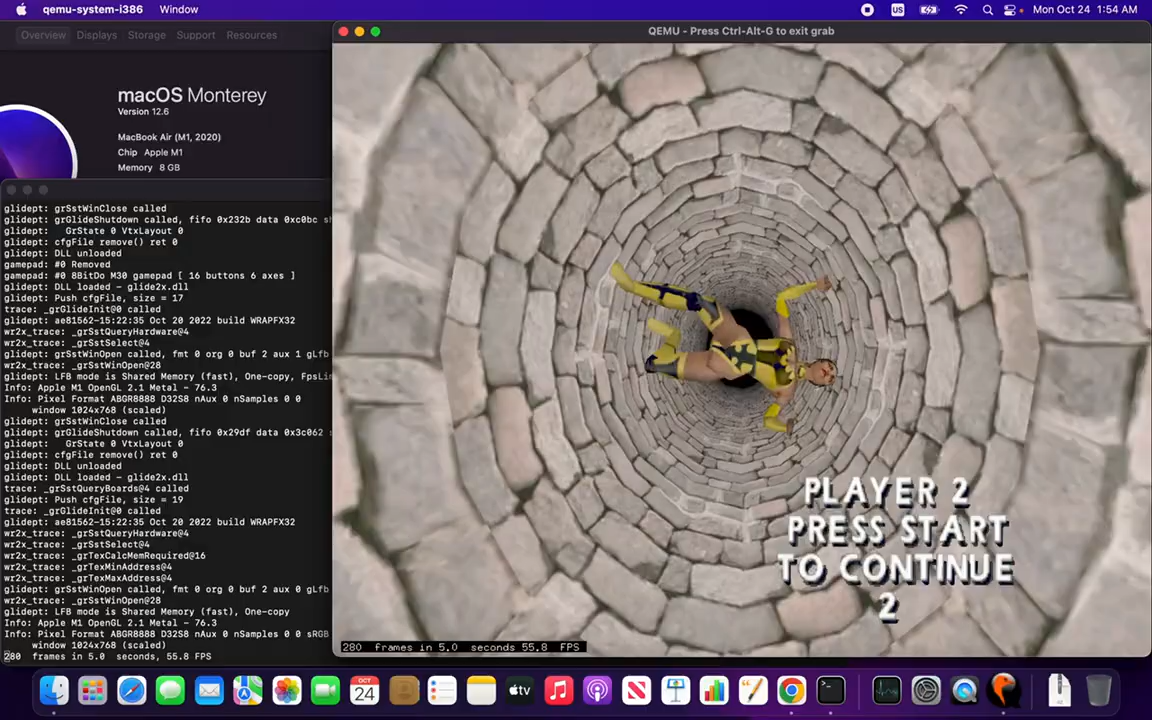 qemu-system-i386 Window
US
Mon Oct 24 1:54 AM
Overview Displays Storage Support Resources
QEMU - Press Ctrl-Alt-G to exit grab
macOS Monterey
Version 12.6
MacBook Air (M1, 2020)
Chip Apple M1
Memory 8 GB
glidept: grSstWinClose called
glidept: grGlideShutdown called, fifo 0x232b data 0xc0bc sh
glidept: GrState 0 VtxLayout 0
glidept: cfgFile remove() ret 0
glidept: DLL unloaded
gamepad: #0 Removed
gamepad: #0 8BitDo M30 gamepad [ 16 buttons 6 axes ]
glidept: DLL loaded - glide2x.dll
glidept: Push cfgFile, size = 17
trace: _grGlideInit@0 called
glidept: ae81562-15:22:35 Oct 20 2022 build WRAPFX32
wr2x_trace: _grSstQueryHardware@4
wr2x_trace: _grSstSelect@4
glidept: grSstWinOpen called, fmt 0 org 0 buf 2 aux 1 gLfb
wr2x_trace: _grSstWinOpen@28
glidept: LFB mode is Shared Memory (fast), One-copy, FpsLim
Info: Apple M1 OpenGL 2.1 Metal - 76.3
Info: Pixel Format ABGR8888 D32S8 nAux 0 nSamples 0 0
window 1024x768 (scaled)
glidept: grSstWinClose called
glidept: grGlideShutdown called, fifo 0x29df data 0x3c062 s
glidept: GrState 0 VtxLayout 0
glidept: cfgFile remove() ret 0
glidept: DLL unloaded
glidept: DLL loaded - glide2x.dll
trace: _grSstQueryBoards@4 called
glidept: Push cfgFile, size = 19
trace: _grGlideInit@0 called
glidept: ae81562-15:22:35 Oct 20 2022 build WRAPFX32
wr2x_trace: _grSstQueryHardware@4
wr2x_trace: _grSstSelect@4
wr2x_trace: _grTexCalcMemRequired@16
wr2x_trace: _grTexMinAddress@4
wr2x_trace: _grTexMaxAddress@4
glidept: grSstWinOpen called, fmt 0 org 0 buf 2 aux 0 gLfb
wr2x_trace: _grSstWinOpen@28
glidept: LFB mode is Shared Memory (fast), One-copy
Info: Apple M1 OpenGL 2.1 Metal - 76.3
Info: Pixel Format ABGR8888 D32S8 nAux 0 nSamples 0 0 sRGB
window 1024x768 (scaled)
280 frames in 5.0 seconds, 55.8 FPS
PLAYER 2
PRESS START
TO CONTINUE
2
280 frames in 5.0 seconds 55.8 FPS
OCT
24
tv